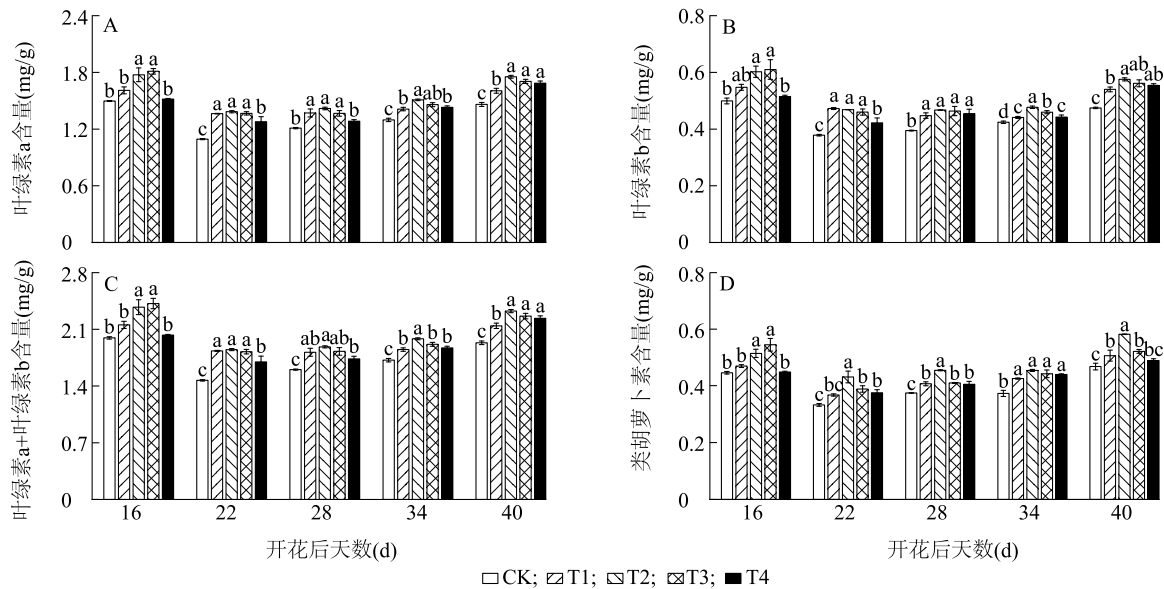 叶绿素a含量(mg/g)
A
2.4
1.8
1.2
0.6
0
b b a a b
c a a a b
c a a a b
c b a ab b
c b a a a
叶绿素b含量(mg/g)
B
0.8
0.6
0.4
0.2
0
b ab a a b
c a a a b
b a a a a
d c a b c
c b a ab ab
叶绿素a+叶绿素b含量(mg/g)
C
2.8
2.1
1.4
0.7
0
b b a a b
c a a a b
c ab a ab b
c b a b b
c b a a a
16 22 28 34 40
开花后天数(d)
类胡萝卜素含量(mg/g)
D
0.8
0.6
0.4
0.2
0
b b a a b
c bc a b b
c b a b b
b a a a a
c b a b bc
16 22 28 34 40
开花后天数(d)
CK; T1; T2; T3; T4